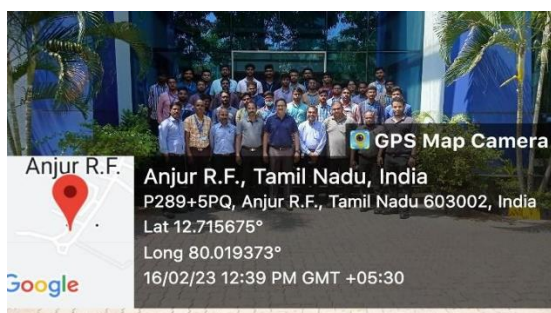 GPS Map Camera
Anjur R.F.
Anjur R.F., Tamil Nadu, India
P289+5PQ, Anjur R.F., Tamil Nadu 603002, India
Lat 12.715675°
Long 80.019373°
16/02/23 12:39 PM GMT +05:30
Google